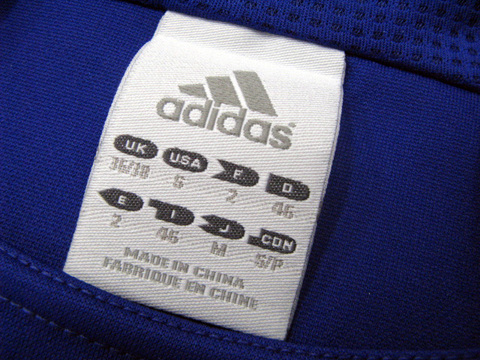 adidas
UK USA F D
36/38 S 2 46
E I J CDN
2 46 M S/P
MADE IN CHINA
FABRIQUE EN CHINE